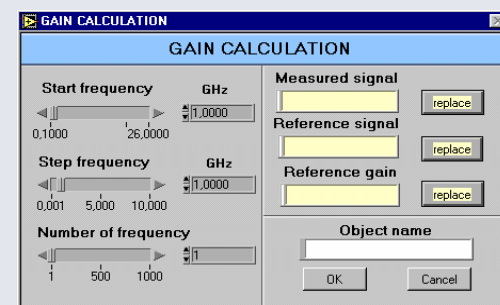 GAIN CALCULATION
GAIN CALCULATION
Start frequency
GHz
1,0000
0,1000 26,0000
Step frequency
GHz
1,0000
0,001 5,000 10,000
Number of frequency
1
1 500 1000
Measured signal
replace
Reference signal
replace
Reference gain
replace
Object name
OK Cancel